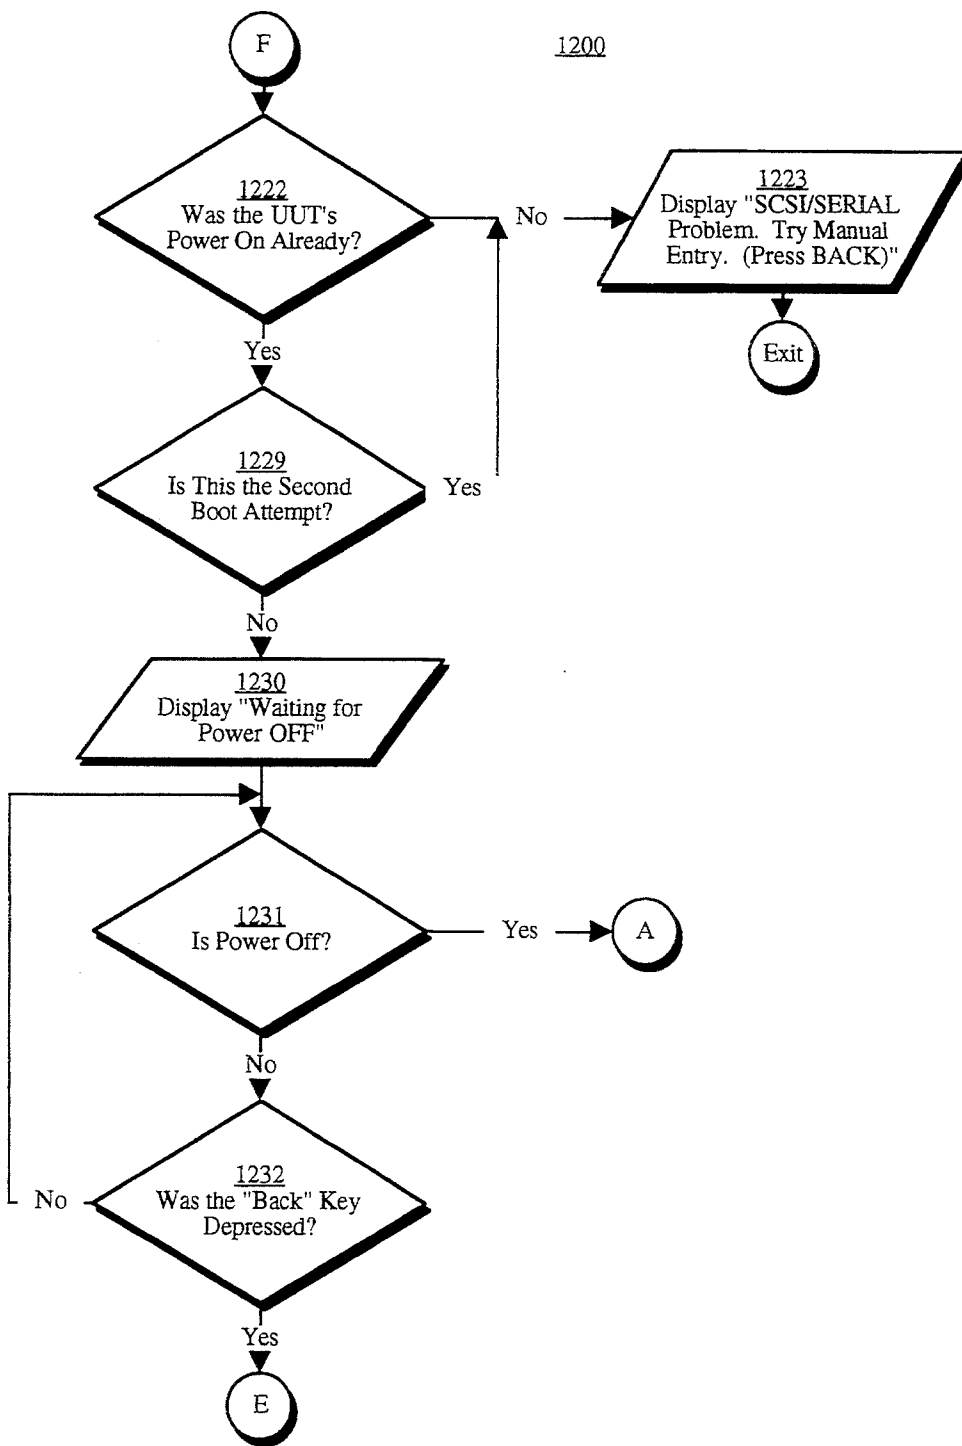 F
1200
1222
Was the UUT's
Power On Already?
No
1223
Display "SCSI/SERIAL
Problem. Try Manual
Entry. (Press BACK)"
Yes
Exit
1229
Is This the Second
Boot Attempt?
Yes
No
1230
Display "Waiting for
Power OFF"
1231
Is Power Off?
Yes
A
No
1232
Was the "Back" Key
Depressed?
No
Yes
E